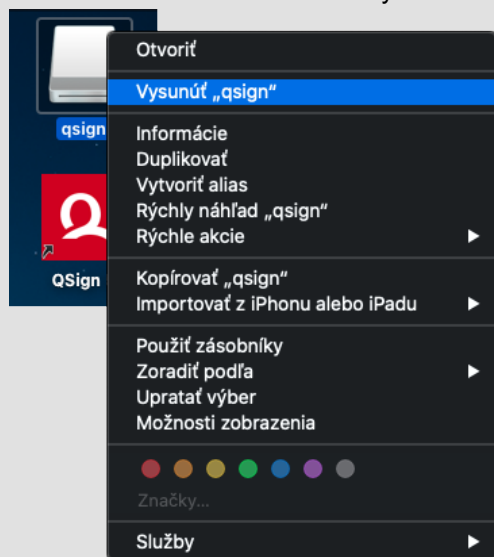 Otvoriť
Vysunúť „qsign“
qsign
Informácie
Duplikovať
Vytvoriť alias
Rýchly náhľad „qsign“
Rýchle akcie
QSign
Kopírovať „qsign“
Importovať z iPhonu alebo iPadu
Použiť zásobníky
Zoradiť podľa
Upratať výber
Možnosti zobrazenia
Značky...
Služby